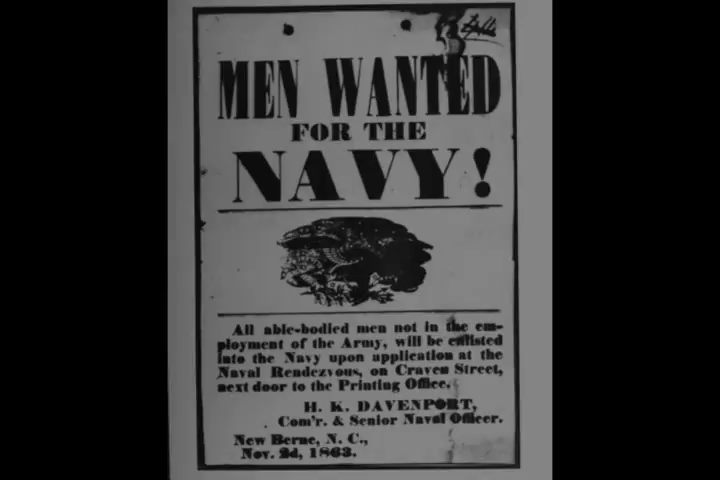 MEN WANTED
FOR THE
NAVY!
All able-bodied men not in the em-
ployment of the Army, will be enlisted
into the Navy upon application at the
Naval Rendezvous, on Craven Street,
next door to the Printing Office.
H. K. DAVENPORT,
Com'r. & Senior Naval Officer.
New Berne, N. C.,
Nov. 2d, 1863.